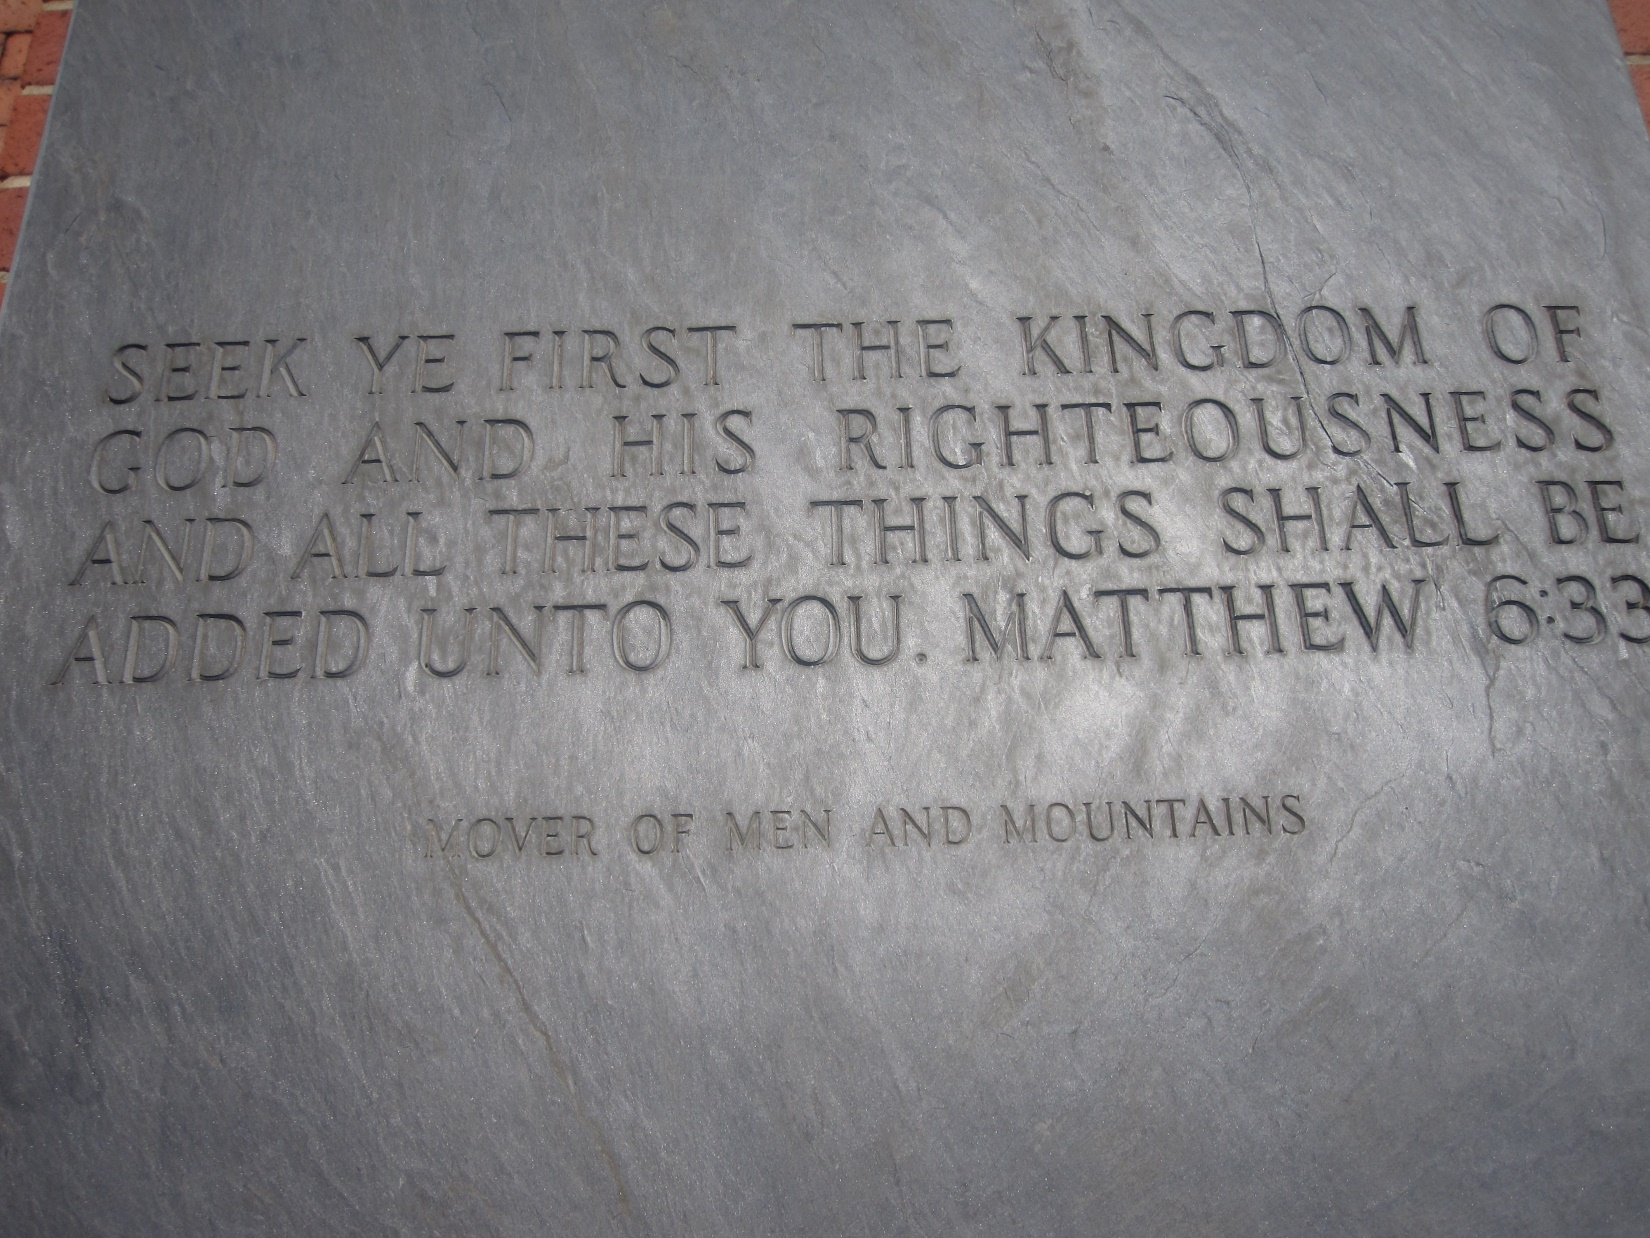 SEEK YE FIRST THE KINGDOM OF
GOD AND HIS RIGHTEOUSNESS
AND ALL THESE THINGS SHALL BE
ADDED UNTO YOU. MATTHEW 6:33
MOVER OF MEN AND MOUNTAINS